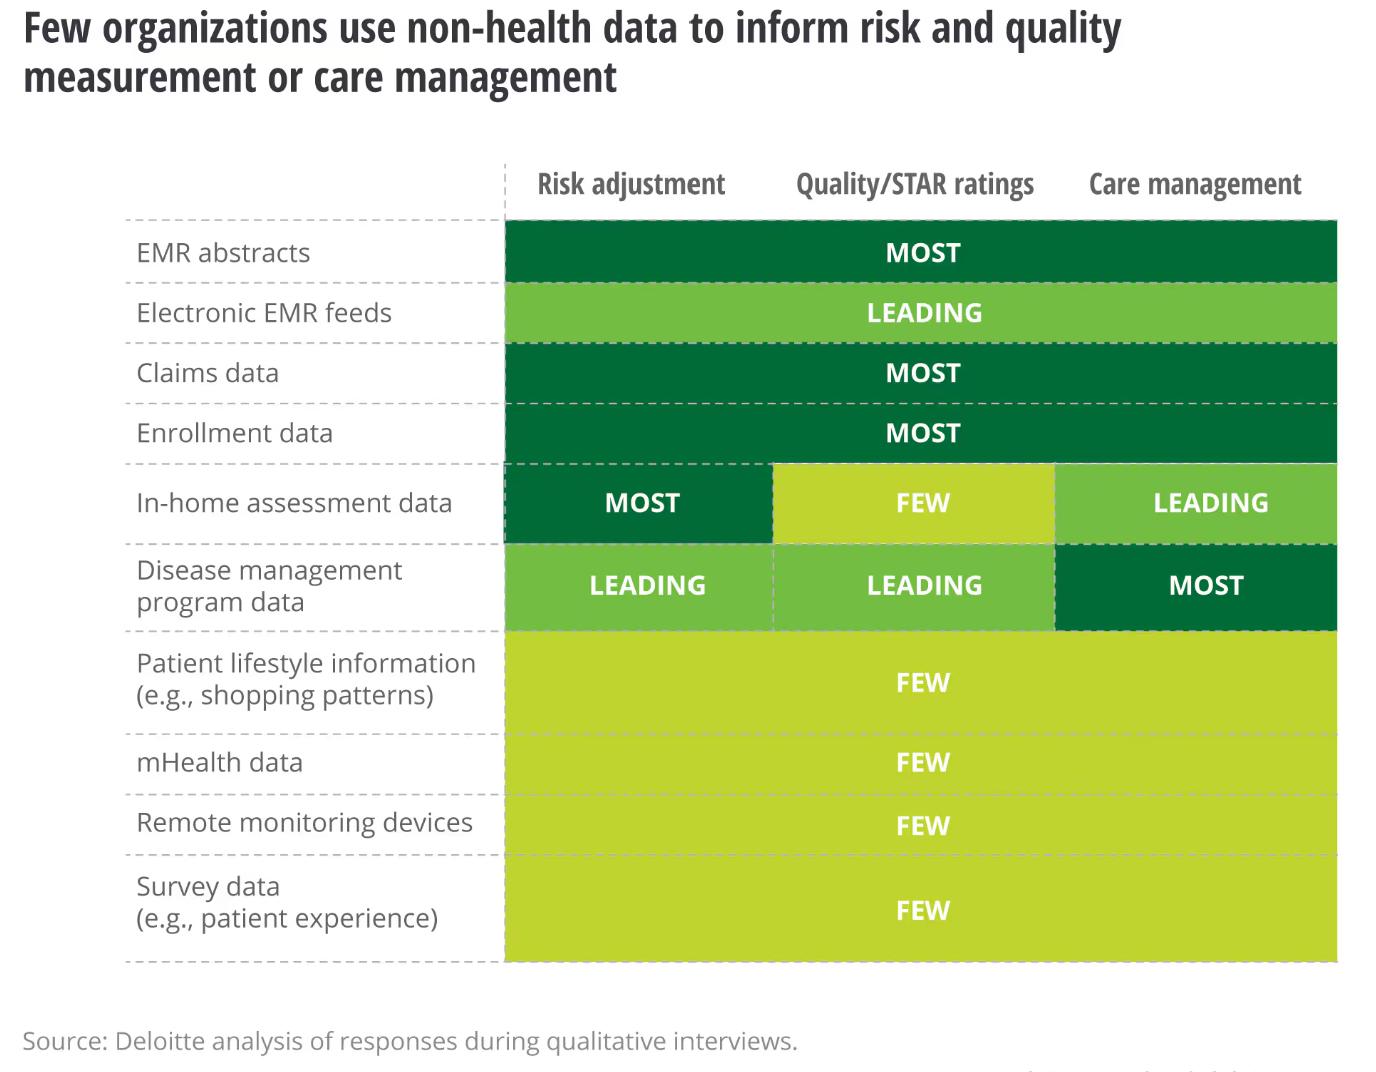 Few organizations use non-health data to inform risk and quality
measurement or care management
Risk adjustment Quality/STAR ratings Care management
EMR abstracts MOST
Electronic EMR feeds LEADING
Claims data MOST
Enrollment data MOST
In-home assessment data MOST FEW LEADING
Disease management
program data LEADING LEADING MOST
Patient lifestyle information
(e.g., shopping patterns) FEW
mHealth data FEW
Remote monitoring devices FEW
Survey data
(e.g., patient experience) FEW
Source: Deloitte analysis of responses during qualitative interviews.